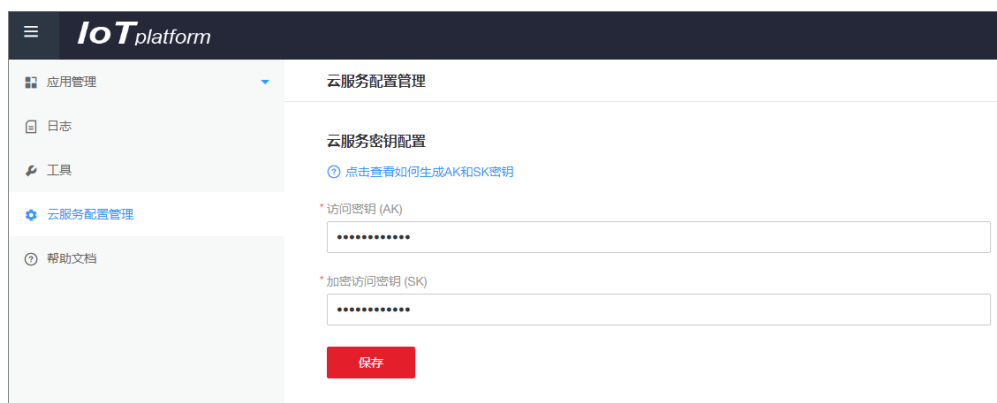 IoT platform
应用管理
日志
工具
云服务配置管理
帮助文档
云服务配置管理
云服务密钥配置
点击查看如何生成AK和SK密钥
*访问密钥 (AK)
••••••••••••
*加密访问密钥 (SK)
••••••••••••
保存